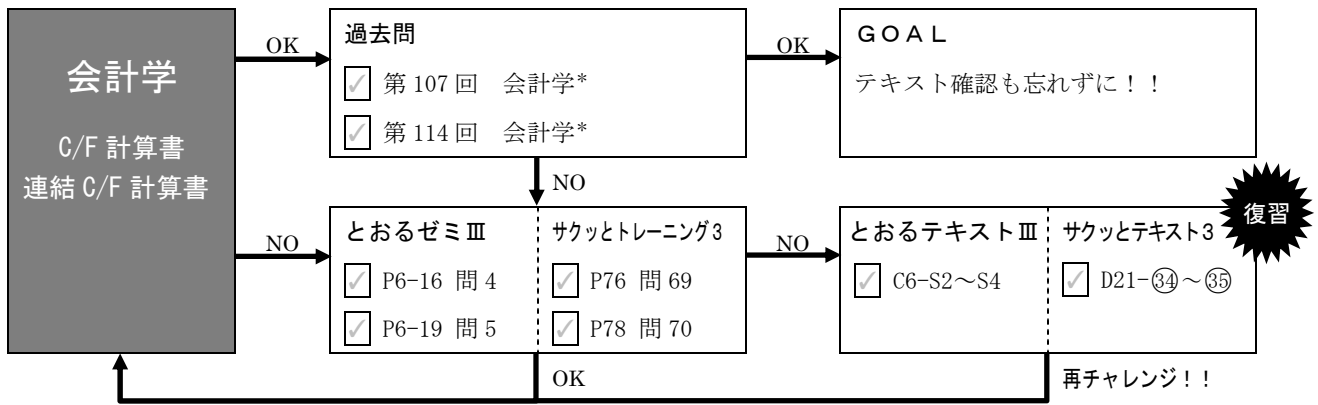 会計学
C/F 計算書
連結 C/F 計算書
OK
過去問
✓ 第 107 回　会計学*
✓ 第 114 回　会計学*
OK
ＧＯＡＬ
テキスト確認も忘れずに！！
NO
NO
とおるゼミⅢ
✓ P6-16 問 4
✓ P6-19 問 5
サクッとトレーニング3
✓ P76 問 69
✓ P78 問 70
NO
とおるテキストⅢ
✓ C6-S2～S4
サクッとテキスト3
✓ D21-㉞～㉟
復習
OK
再チャレンジ！！